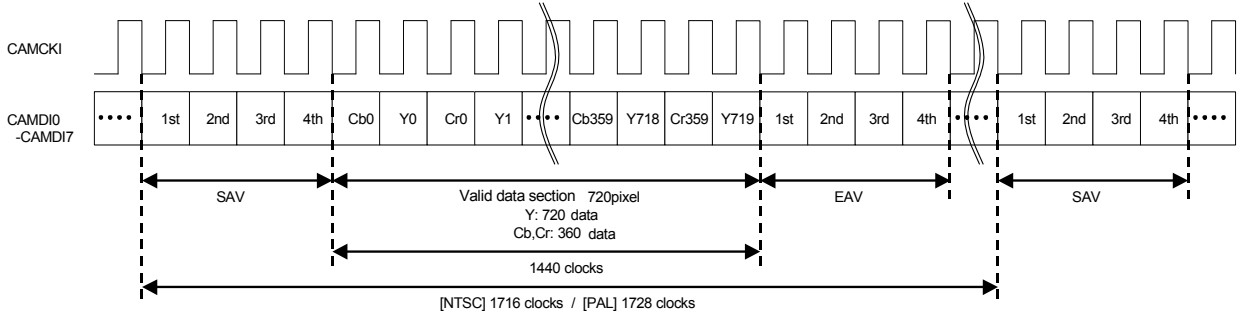 CAMCKI
CAMDI0
-CAMDI7
•••• 1st 2nd 3rd 4th Cb0 Y0 Cr0 Y1 •••• Cb359 Y718 Cr359 Y719 1st 2nd 3rd 4th •••• 1st 2nd 3rd 4th ••••
SAV
Valid data section 720pixel
EAV
SAV
Y: 720 data
Cb,Cr: 360 data
1440 clocks
[NTSC] 1716 clocks / [PAL] 1728 clocks